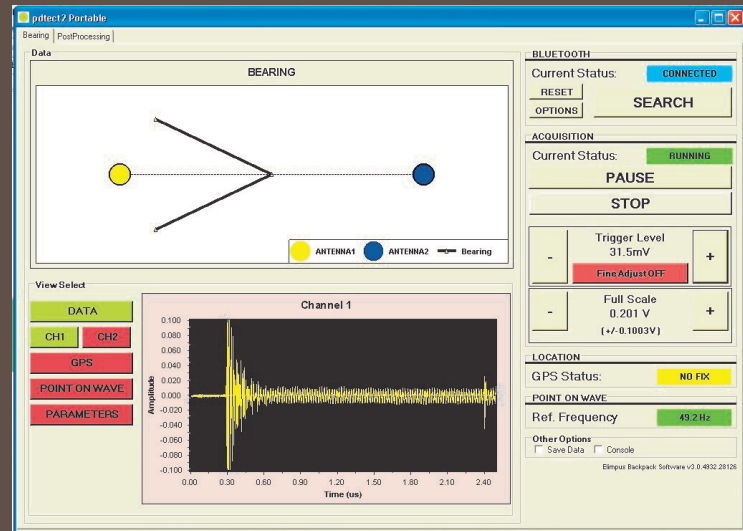 pdtect2 Portable
Bearing PostProcessing
Data
BEARING
ANTENNA1 ANTENNA2 Bearing
View Select
DATA
CH1 CH2
GPS
POINT ON WAVE
PARAMETERS
Channel 1
Amplitude
0.100
0.080
0.060
0.040
0.020
0.000
-0.020
-0.040
-0.060
-0.080
-0.100
0.00 0.30 0.60 0.90 1.20 1.50 1.80 2.10 2.40
Time (us)
BLUETOOTH
Current Status: CONNECTED
RESET
OPTIONS
SEARCH
ACQUISITION
Current Status: RUNNING
PAUSE
STOP
- Trigger Level +
31.5mV
Fine Adjust OFF
- Full Scale +
0.201 V
(+/-0.1003V)
LOCATION
GPS Status: NO FIX
POINT ON WAVE
Ref. Frequency 49.2 Hz
Other Options
Save Data Console
Elimpus Backpack Software v3.0.4932.28126